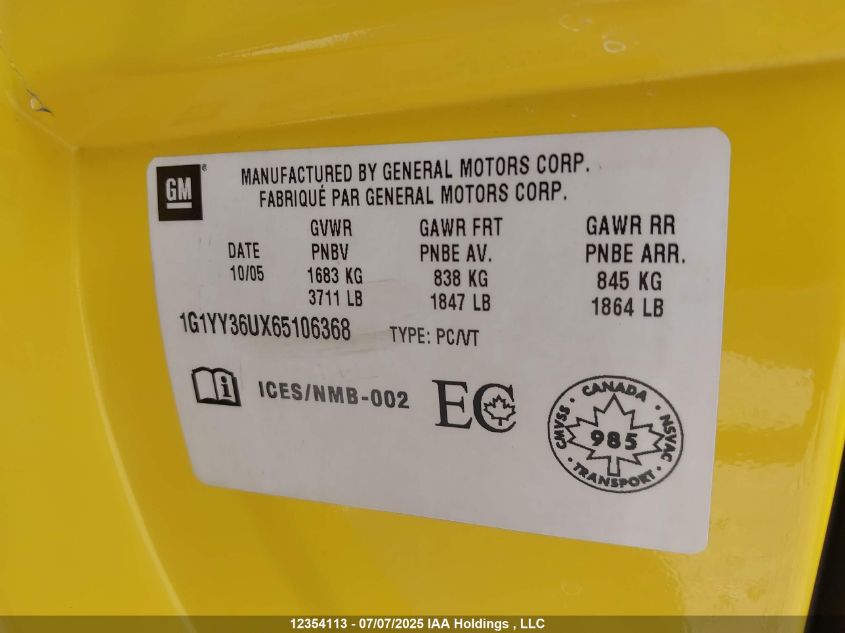 GM®
MANUFACTURED BY GENERAL MOTORS CORP.
FABRIQUÉ PAR GENERAL MOTORS CORP.
GVWR GAWR FRT GAWR RR
DATE PNBV PNBE AV. PNBE ARR.
10/05 1683 KG 838 KG 845 KG
3711 LB 1847 LB 1864 LB
1G1YY36UX65106368 TYPE: PC/VT
i ICES/NMB-002 EC
CANADA
CMVSS 985 NSVAC
TRANSPORT
12354113 - 07/07/2025 IAA Holdings , LLC